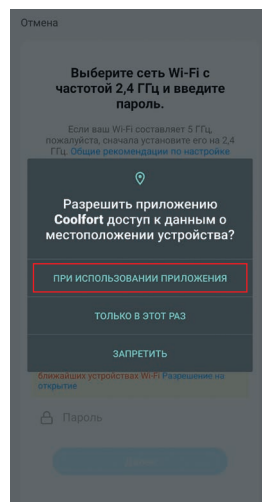 Отмена
Выберите сеть Wi-Fi с
частотой 2,4 ГГц и введите
пароль.
Если ваш Wi-Fi составляет 5 ГГц,
пожалуйста, сначала установите его на 2,4
ГГц. Общие рекомендации по настройке
Разрешить приложению
Coolfort доступ к данным о
местоположении устройства?
ПРИ ИСПОЛЬЗОВАНИИ ПРИЛОЖЕНИЯ
ТОЛЬКО В ЭТОТ РАЗ
ЗАПРЕТИТЬ
ближайших устройствах Wi-Fi Разрешение на
открытие
Пароль